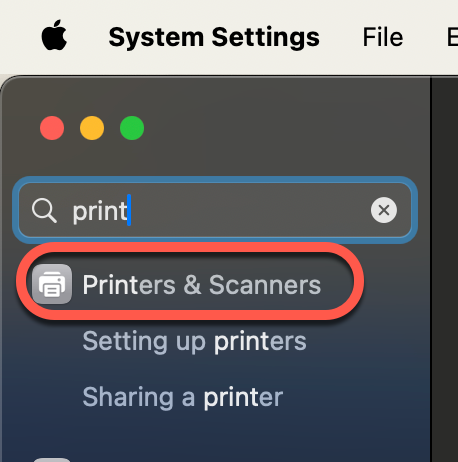 System Settings File
print
Printers & Scanners
Setting up printers
Sharing a printer